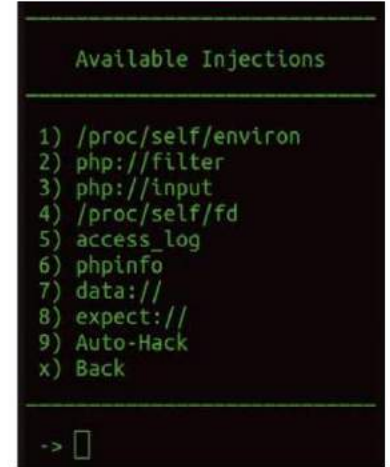 Available Injections
1) /proc/self/environ
2) php://filter
3) php://input
4) /proc/self/fd
5) access_log
6) phpinfo
7) data://
8) expect://
9) Auto-Hack
x) Back
->